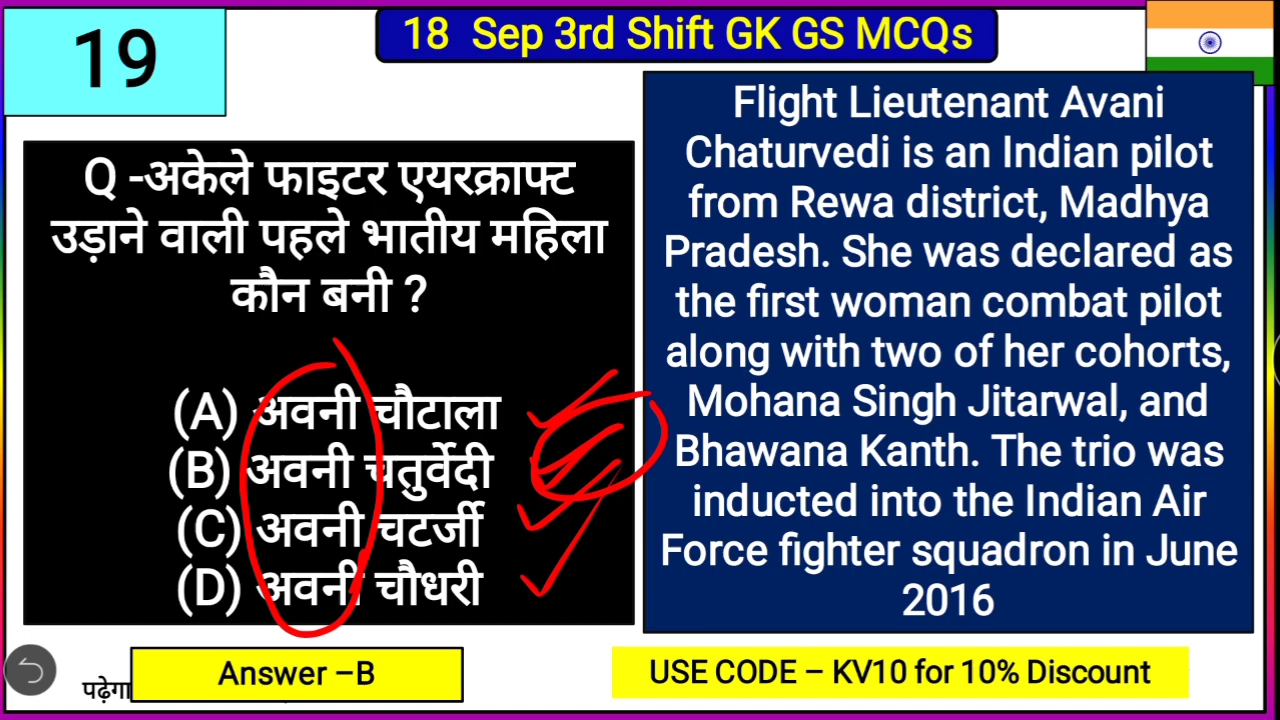 19
18 Sep 3rd Shift GK GS MCQs
Q -अकेले फाइटर एयरक्राफ्ट
उड़ाने वाली पहले भातीय महिला
कौन बनी ?
(A) अवनी चौटाला
(B) अवनी चतुर्वेदी
(C) अवनी चटर्जी
(D) अवनी चौधरी
Flight Lieutenant Avani
Chaturvedi is an Indian pilot
from Rewa district, Madhya
Pradesh. She was declared as
the first woman combat pilot
along with two of her cohorts,
Mohana Singh Jitarwal, and
Bhawana Kanth. The trio was
inducted into the Indian Air
Force fighter squadron in June
2016
पढ़ेगा
Answer –B
USE CODE – KV10 for 10% Discount